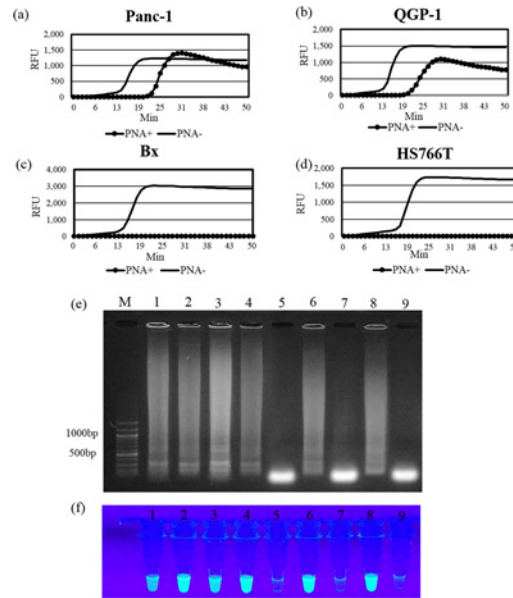 (a) Panc-1
2,000
1,500
1,000
500
0
RFU
0 6 13 19 25 31 38 44 50
Min
PNA+ PNA-
(b) QGP-1
2,000
1,500
1,000
500
0
RFU
0 6 13 19 25 31 38 44 50
Min
PNA+ PNA-
(c) Bx
4,000
3,000
2,000
1,000
0
RFU
0 6 13 19 25 31 38 44 50
Min
PNA+ PNA-
(d) HS766T
2,000
1,500
1,000
500
0
RFU
0 6 13 19 25 31 38 44 50
Min
PNA+ PNA-
(e)
M 1 2 3 4 5 6 7 8 9
1000bp
500bp
(f)
1 2 3 4 5 6 7 8 9